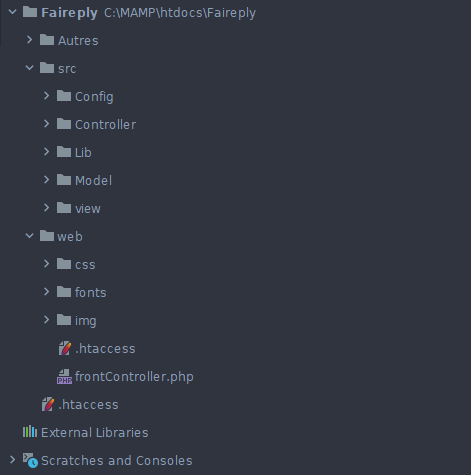 Faireply C:\MAMP\htdocs\Faireply
Autres
src
Config
Controller
Lib
Model
view
web
css
fonts
img
.htaccess
PHP frontController.php
.htaccess
External Libraries
Scratches and Consoles